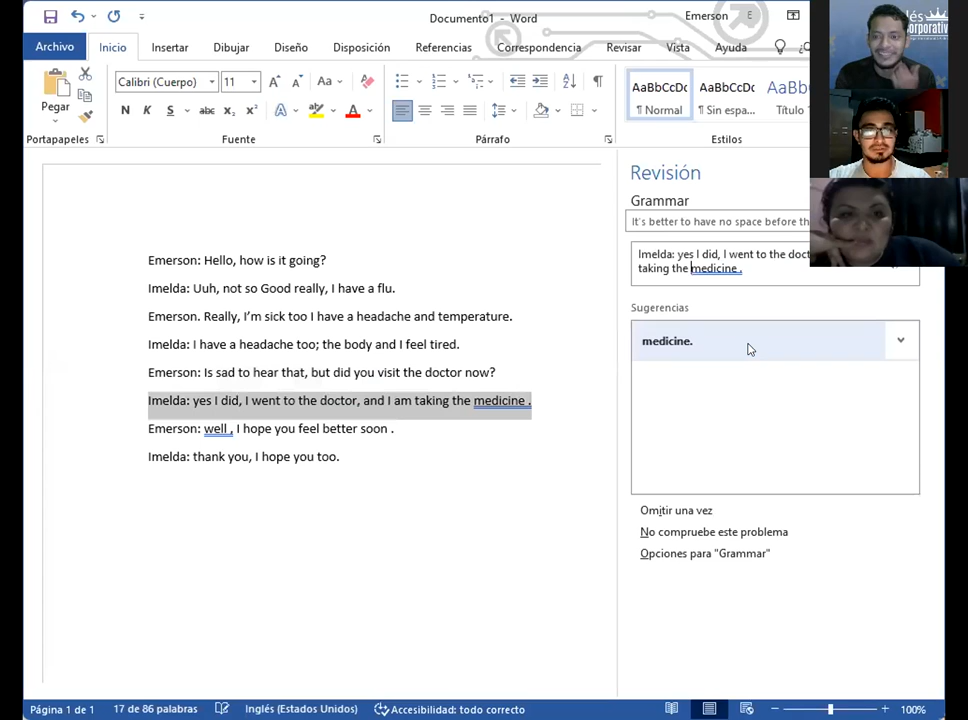 Documento1 - Word
Emerson E
Archivo Inicio Insertar Dibujar Diseño Disposición Referencias Correspondencia Revisar Vista Ayuda
lés
orporativ
Pegar
Calibri (Cuerpo) 11
N K S abc x₂ x²
AaBbCcDc AaBbCcDc AaBbC
¶ Normal ¶ Sin espa... Título
Portapapeles Fuente Párrafo Estilos
Emerson: Hello, how is it going?
Imelda: Uuh, not so Good really, I have a flu.
Emerson. Really, I'm sick too I have a headache and temperature.
Imelda: I have a headache too; the body and I feel tired.
Emerson: Is sad to hear that, but did you visit the doctor now?
Imelda: yes I did, I went to the doctor, and I am taking the medicine .
Emerson: well , I hope you feel better soon .
Imelda: thank you, I hope you too.
Revisión
Grammar
It's better to have no space before th
Imelda: yes I did, I went to the doct
taking the medicine .
Sugerencias
medicine.
Omitir una vez
No compruebe este problema
Opciones para "Grammar"
Página 1 de 1 17 de 86 palabras Inglés (Estados Unidos) Accesibilidad: todo correcto 100%